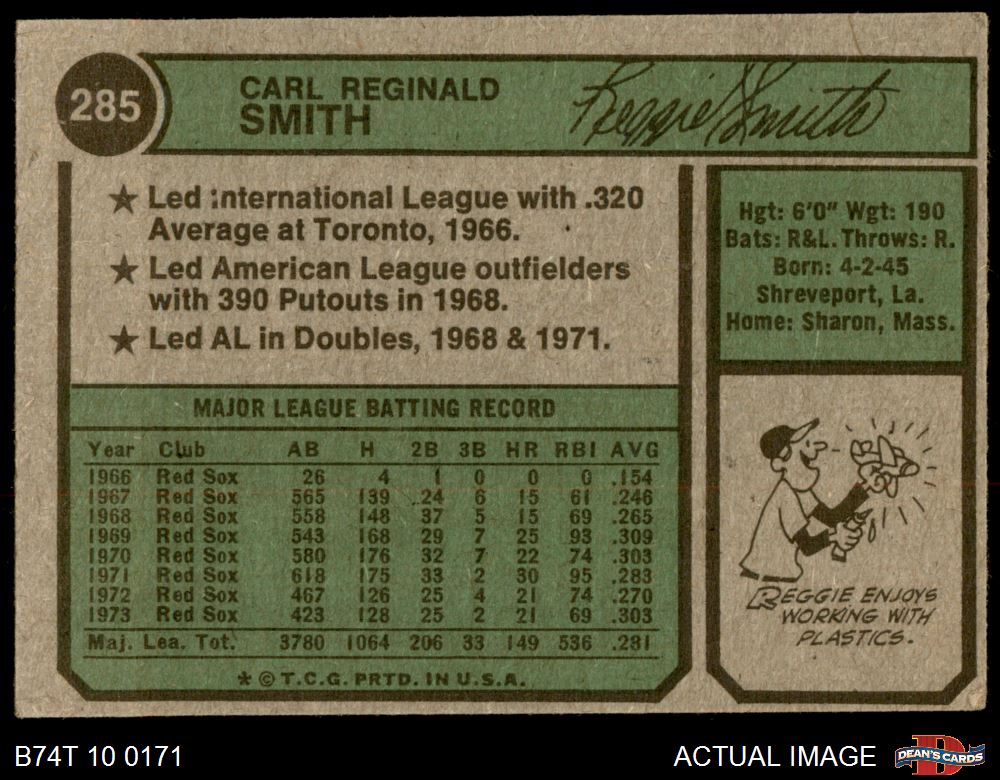 285
CARL REGINALD
SMITH
Reggie Smith
★ Led International League with .320
Average at Toronto, 1966.
★ Led American League outfielders
with 390 Putouts in 1968.
★ Led AL in Doubles, 1968 & 1971.
Hgt: 6'0" Wgt: 190
Bats: R&L. Throws: R.
Born: 4-2-45
Shreveport, La.
Home: Sharon, Mass.
MAJOR LEAGUE BATTING RECORD
Year Club AB H 2B 3B HR RBI AVG
1966 Red Sox 26 4 1 0 0 0 .154
1967 Red Sox 565 139 24 6 15 61 .246
1968 Red Sox 558 148 37 5 15 69 .265
1969 Red Sox 543 168 29 7 25 93 .309
1970 Red Sox 580 176 32 7 22 74 .303
1971 Red Sox 618 175 33 2 30 95 .283
1972 Red Sox 467 126 25 4 21 74 .270
1973 Red Sox 423 128 25 2 21 69 .303
Maj. Lea. Tot. 3780 1064 206 33 149 536 .281
* © T.C.G. PRTD. IN U.S.A.
REGGIE ENJOYS
WORKING WITH
PLASTICS.
B74T 10 0171
ACTUAL IMAGE
D
DEAN'S CARDS